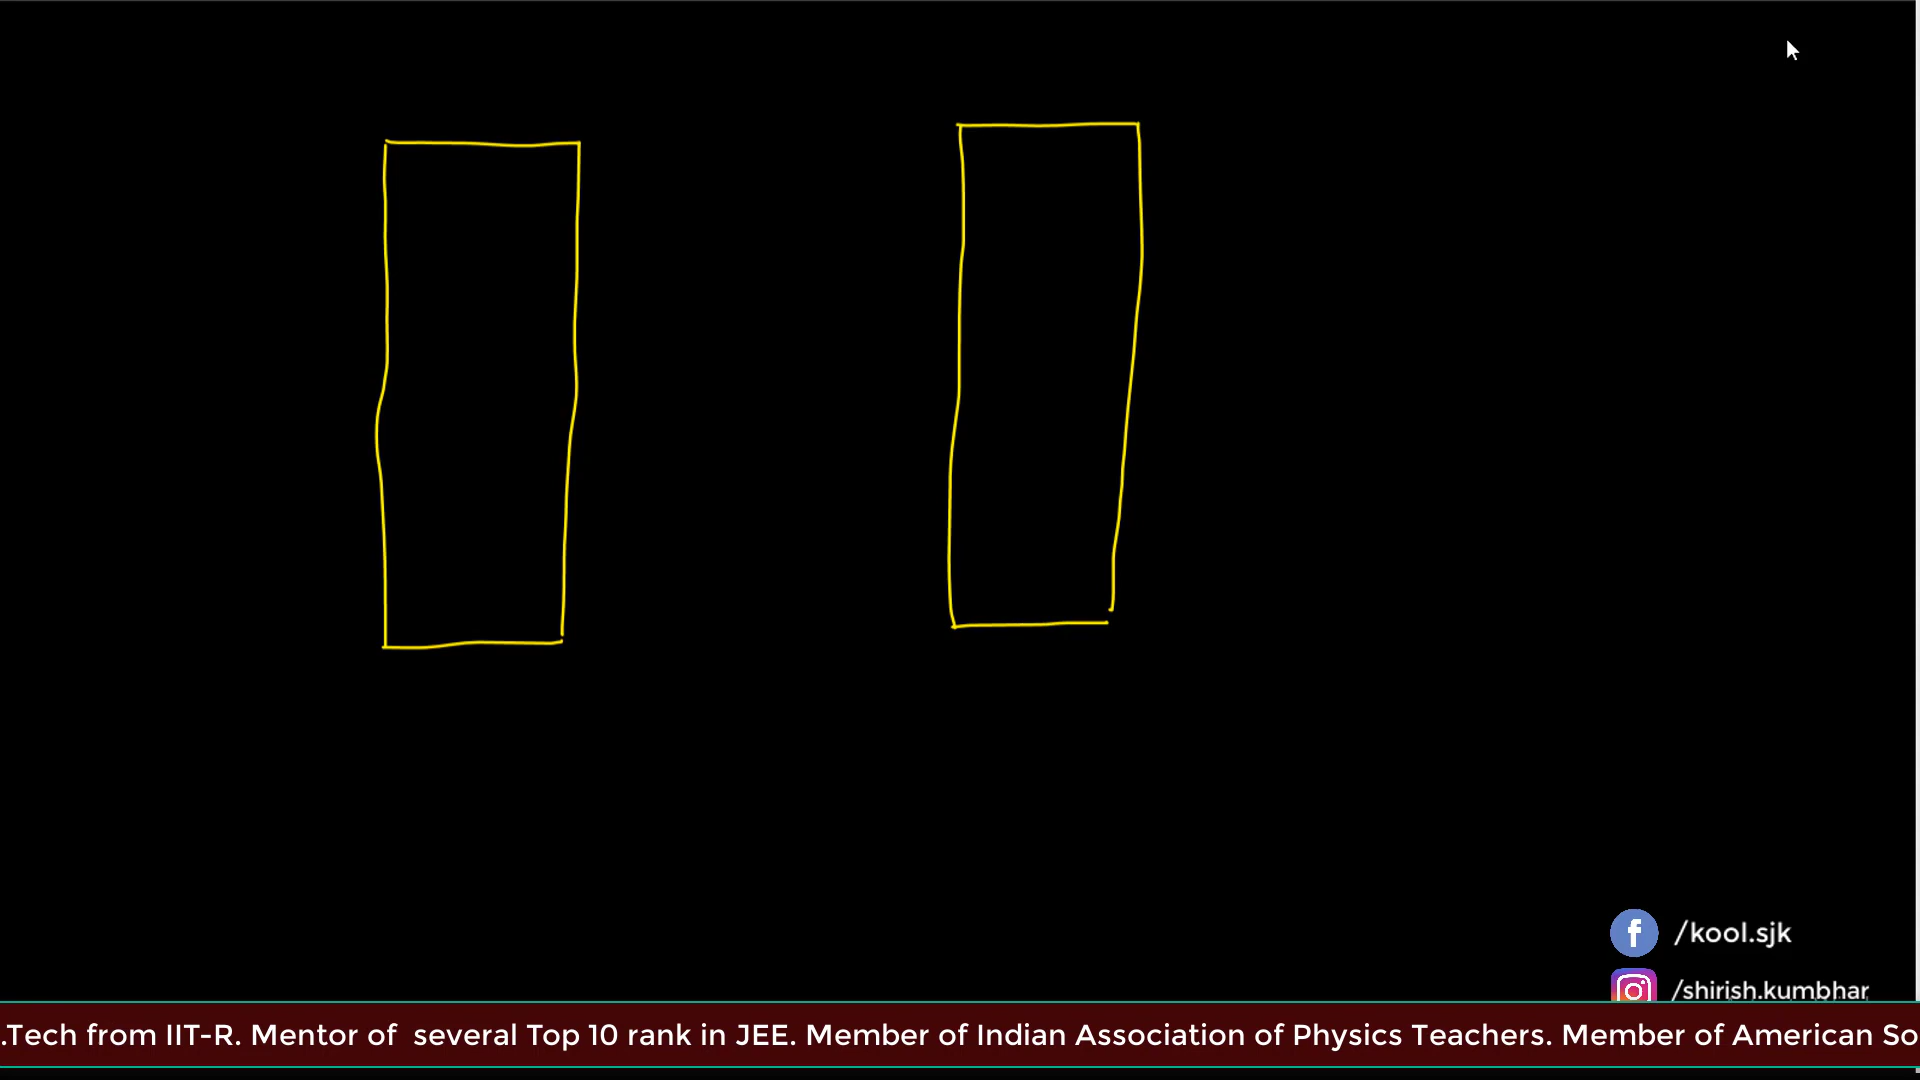 /kool.sjk
/shirish.kumbhar
.Tech from IIT-R. Mentor of several Top 10 rank in JEE. Member of Indian Association of Physics Teachers. Member of American So